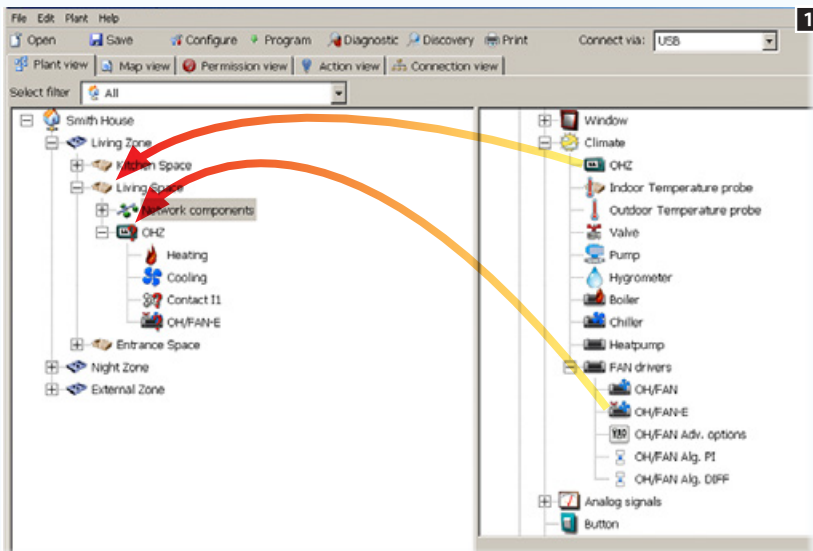 File Edit Plant Help
1
Open Save Configure Program Diagnostic Discovery Print Connect via: USB
Plant view Map view Permission view Action view Connection view
Select filter All
Smith House
Living Zone
Kitchen Space
Living Space
Network components
OHZ
Heating
Cooling
Contact I1
OH/FAN-E
Entrance Space
Night Zone
External Zone
Window
Climate
OHZ
Indoor Temperature probe
Outdoor Temperature probe
Valve
Pump
Hygrometer
Boiler
Chiller
Heatpump
FAN drivers
OH/FAN
OH/FAN-E
OH/FAN Adv. options
OH/FAN Alg. PI
OH/FAN Alg. DIFF
Analog signals
Button